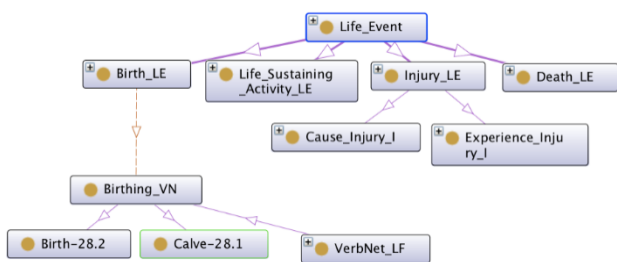 Life_Event
Birth_LE
Life_Sustaining
_Activity_LE
Injury_LE
Death_LE
Cause_Injury_I
Experience_Inju
ry_I
Birthing_VN
Birth-28.2
Calve-28.1
VerbNet_LF